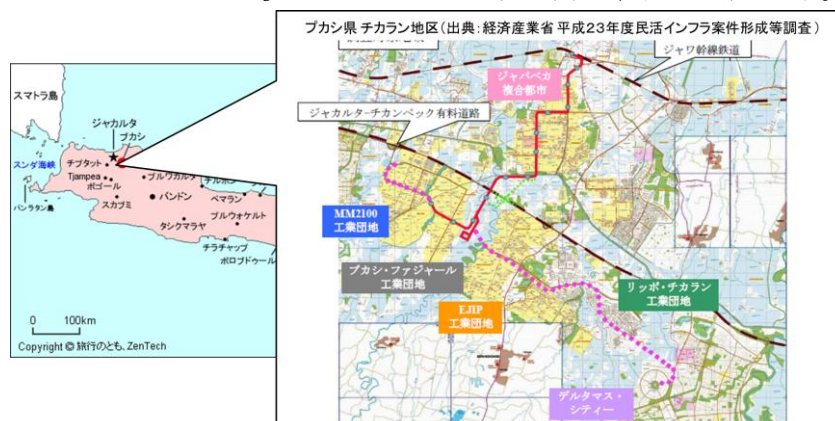 ブカシ県 チカラン地区（出典：経済産業省 平成２３年度民活インフラ案件形成等調査）
ジャワ幹線鉄道
ジャバベカ
複合都市
ジャカルターチカンペック有料道路
MM2100
工業団地
ブカシ・ファジャール
工業団地
EJIP
工業団地
リッポ・チカラン
工業団地
デルタマス・
シティー
スマトラ島
ジャカルタ
ブカシ
スンダ海峡
チプタット
Tjampea
ボゴール
スカブミ
パンラタン島
プルワカルタ
チルボン
バンドン
ペマラン
タシクマラヤ
プルウォケルト
チラチャップ
ボロブドゥール
0 100km
Copyright © 旅行のとも、ZenTech